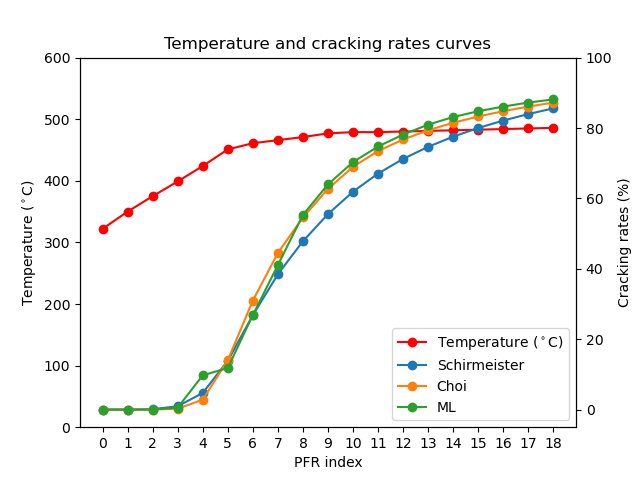 Temperature and cracking rates curves
600
500
400
300
200
100
0
Temperature (°C)
100
80
60
40
20
0
Cracking rates (%)
Temperature (°C)
Schirmeister
Choi
ML
0 1 2 3 4 5 6 7 8 9 10 11 12 13 14 15 16 17 18
PFR index